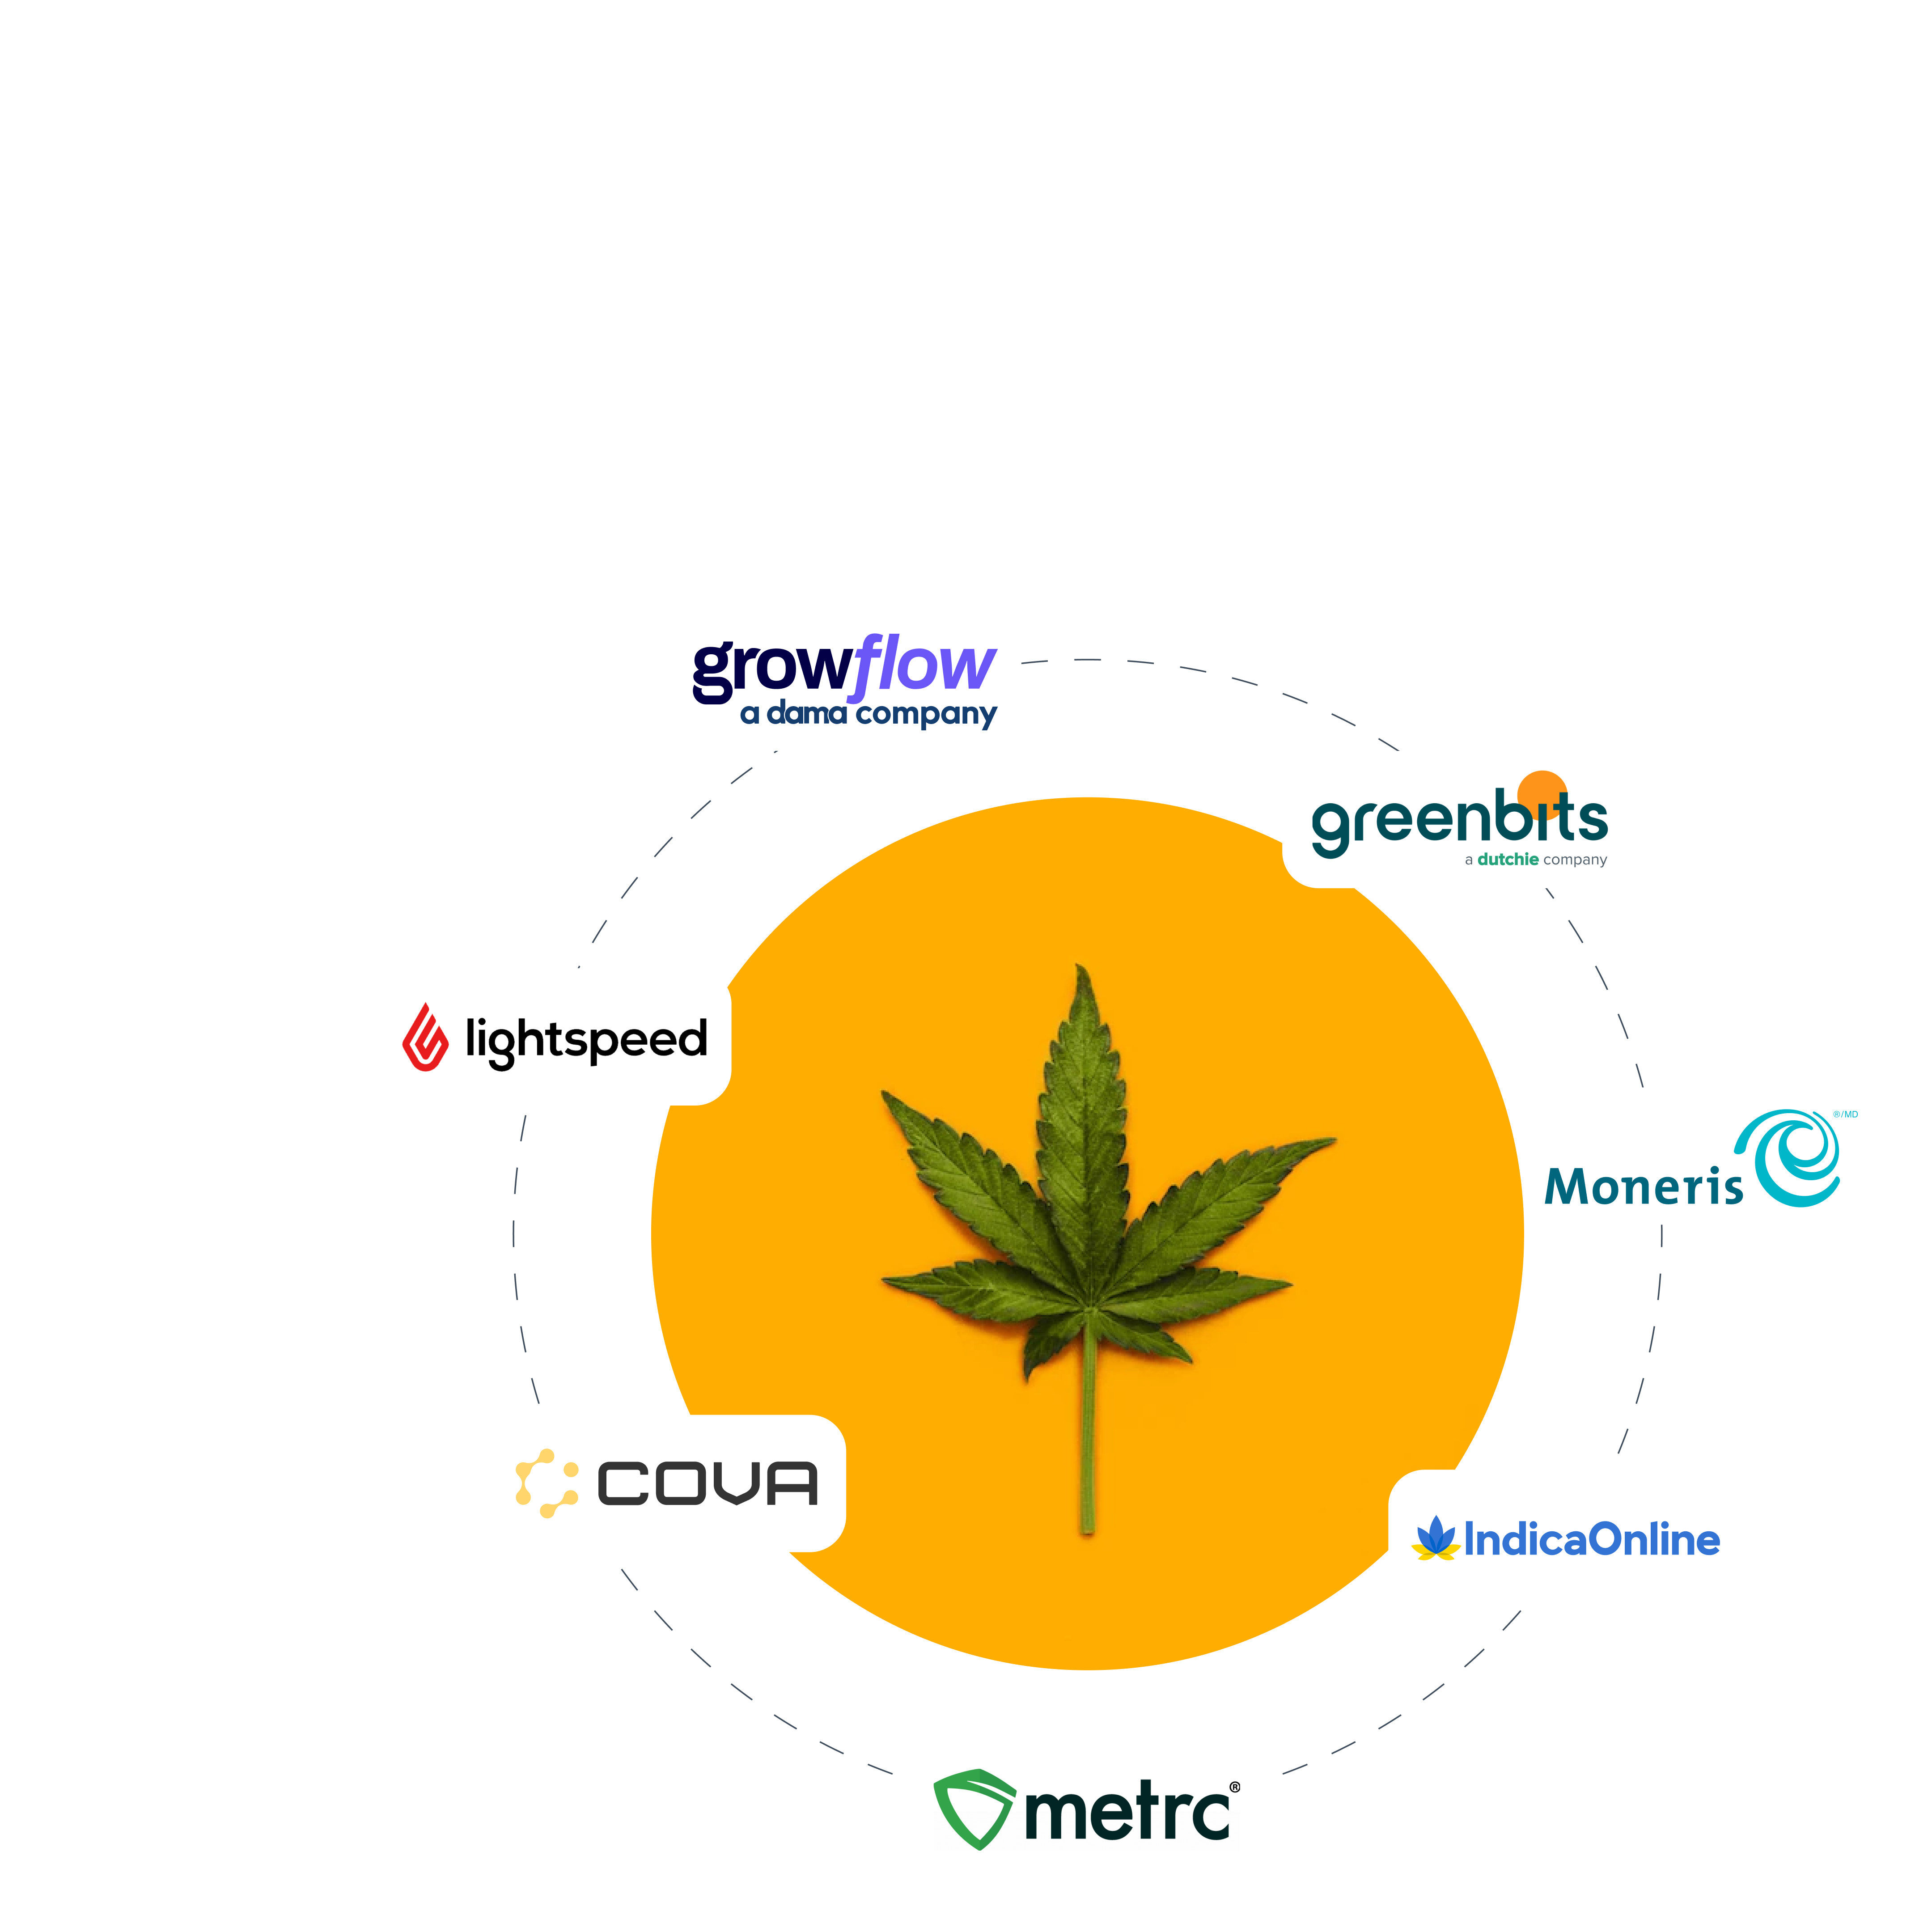 growflow
a dama company
greenbits
a dutchie company
lightspeed
Moneris ®/MD
COVA
IndicaOnline
metrc®